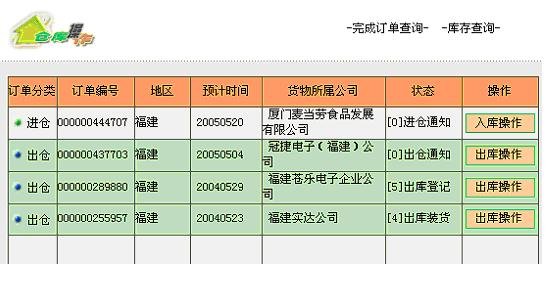 仓库操作
-完成订单查询- -库存查询-
订单分类 订单编号 地区 预计时间 货物所属公司 状态 操作
进仓 000000444707 福建 20050520 厦门麦当劳食品发展有限公司 [0]进仓通知 入库操作
出仓 000000437703 福建 20050504 冠捷电子(福建)公司 [0]出仓通知 出库操作
出仓 000000289880 福建 20040529 福建苍乐电子企业公司 [5]出库登记 出库操作
出仓 000000255957 福建 20040523 福建实达公司 [4]出库装货 出库操作